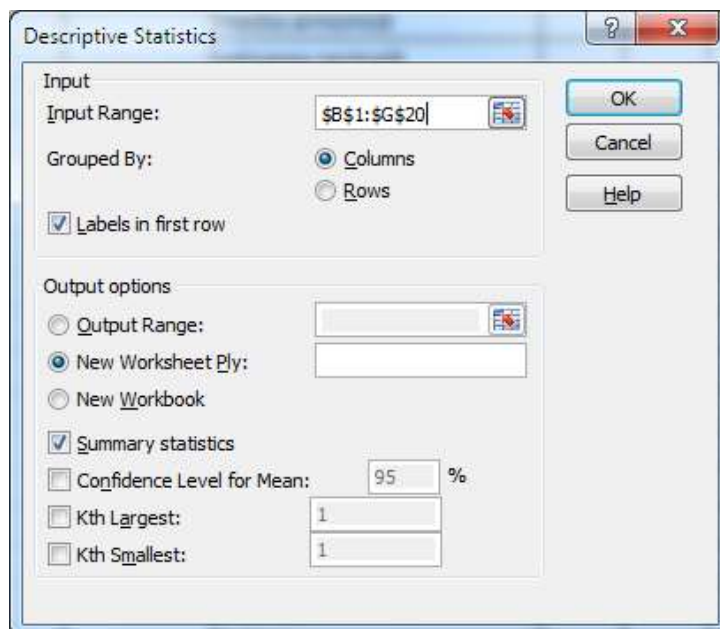 Descriptive Statistics
Input
Input Range: $B$1:$G$20
Grouped By: Columns
Rows
Labels in first row
OK
Cancel
Help
Output options
Output Range:
New Worksheet Ply:
New Workbook
Summary statistics
Confidence Level for Mean: 95 %
Kth Largest: 1
Kth Smallest: 1